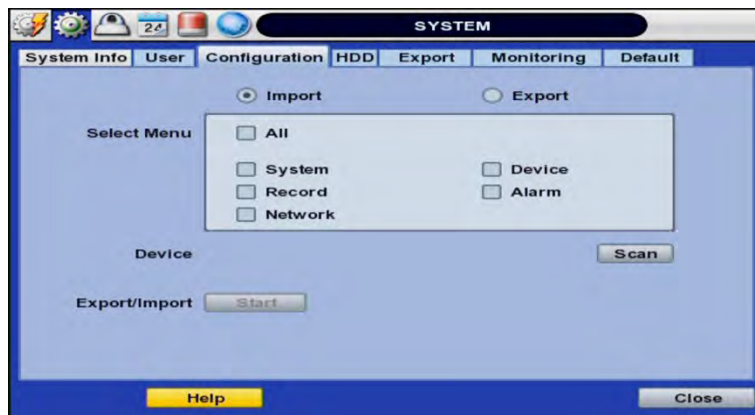 24
SYSTEM
System Info User Configuration HDD Export Monitoring Default
Import Export
Select Menu All
System Device
Record Alarm
Network
Device Scan
Export/Import Start
Help Close